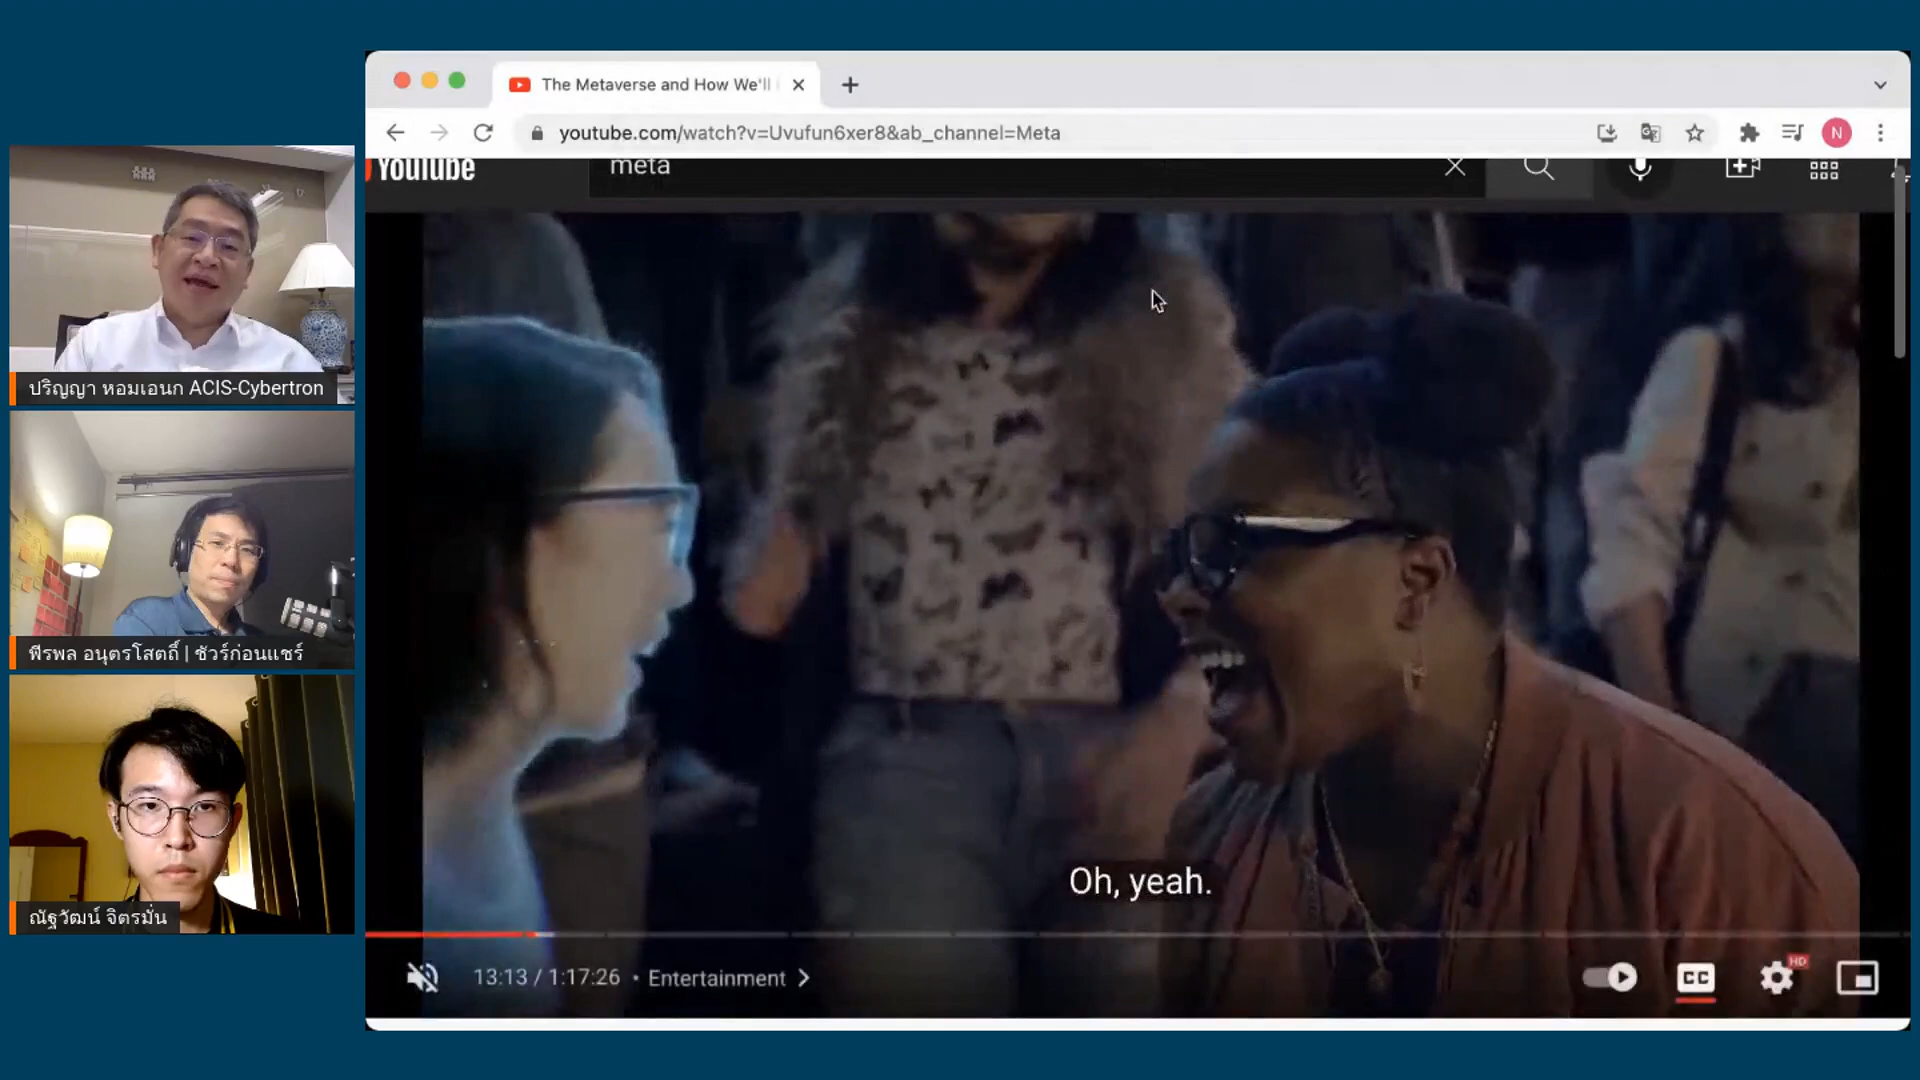 The Metaverse and How We'll
youtube.com/watch?v=Uvufun6xer8&ab_channel=Meta
N
YouTube
meta
ปริญญา หอมเอนก ACIS-Cybertron
พีรพล อนุตรโสตถิ์ | ชัวร์ก่อนแชร์
ณัฐวัฒน์ จิตรมั่น
Oh, yeah.
13:13 / 1:17:26 • Entertainment
CC
HD